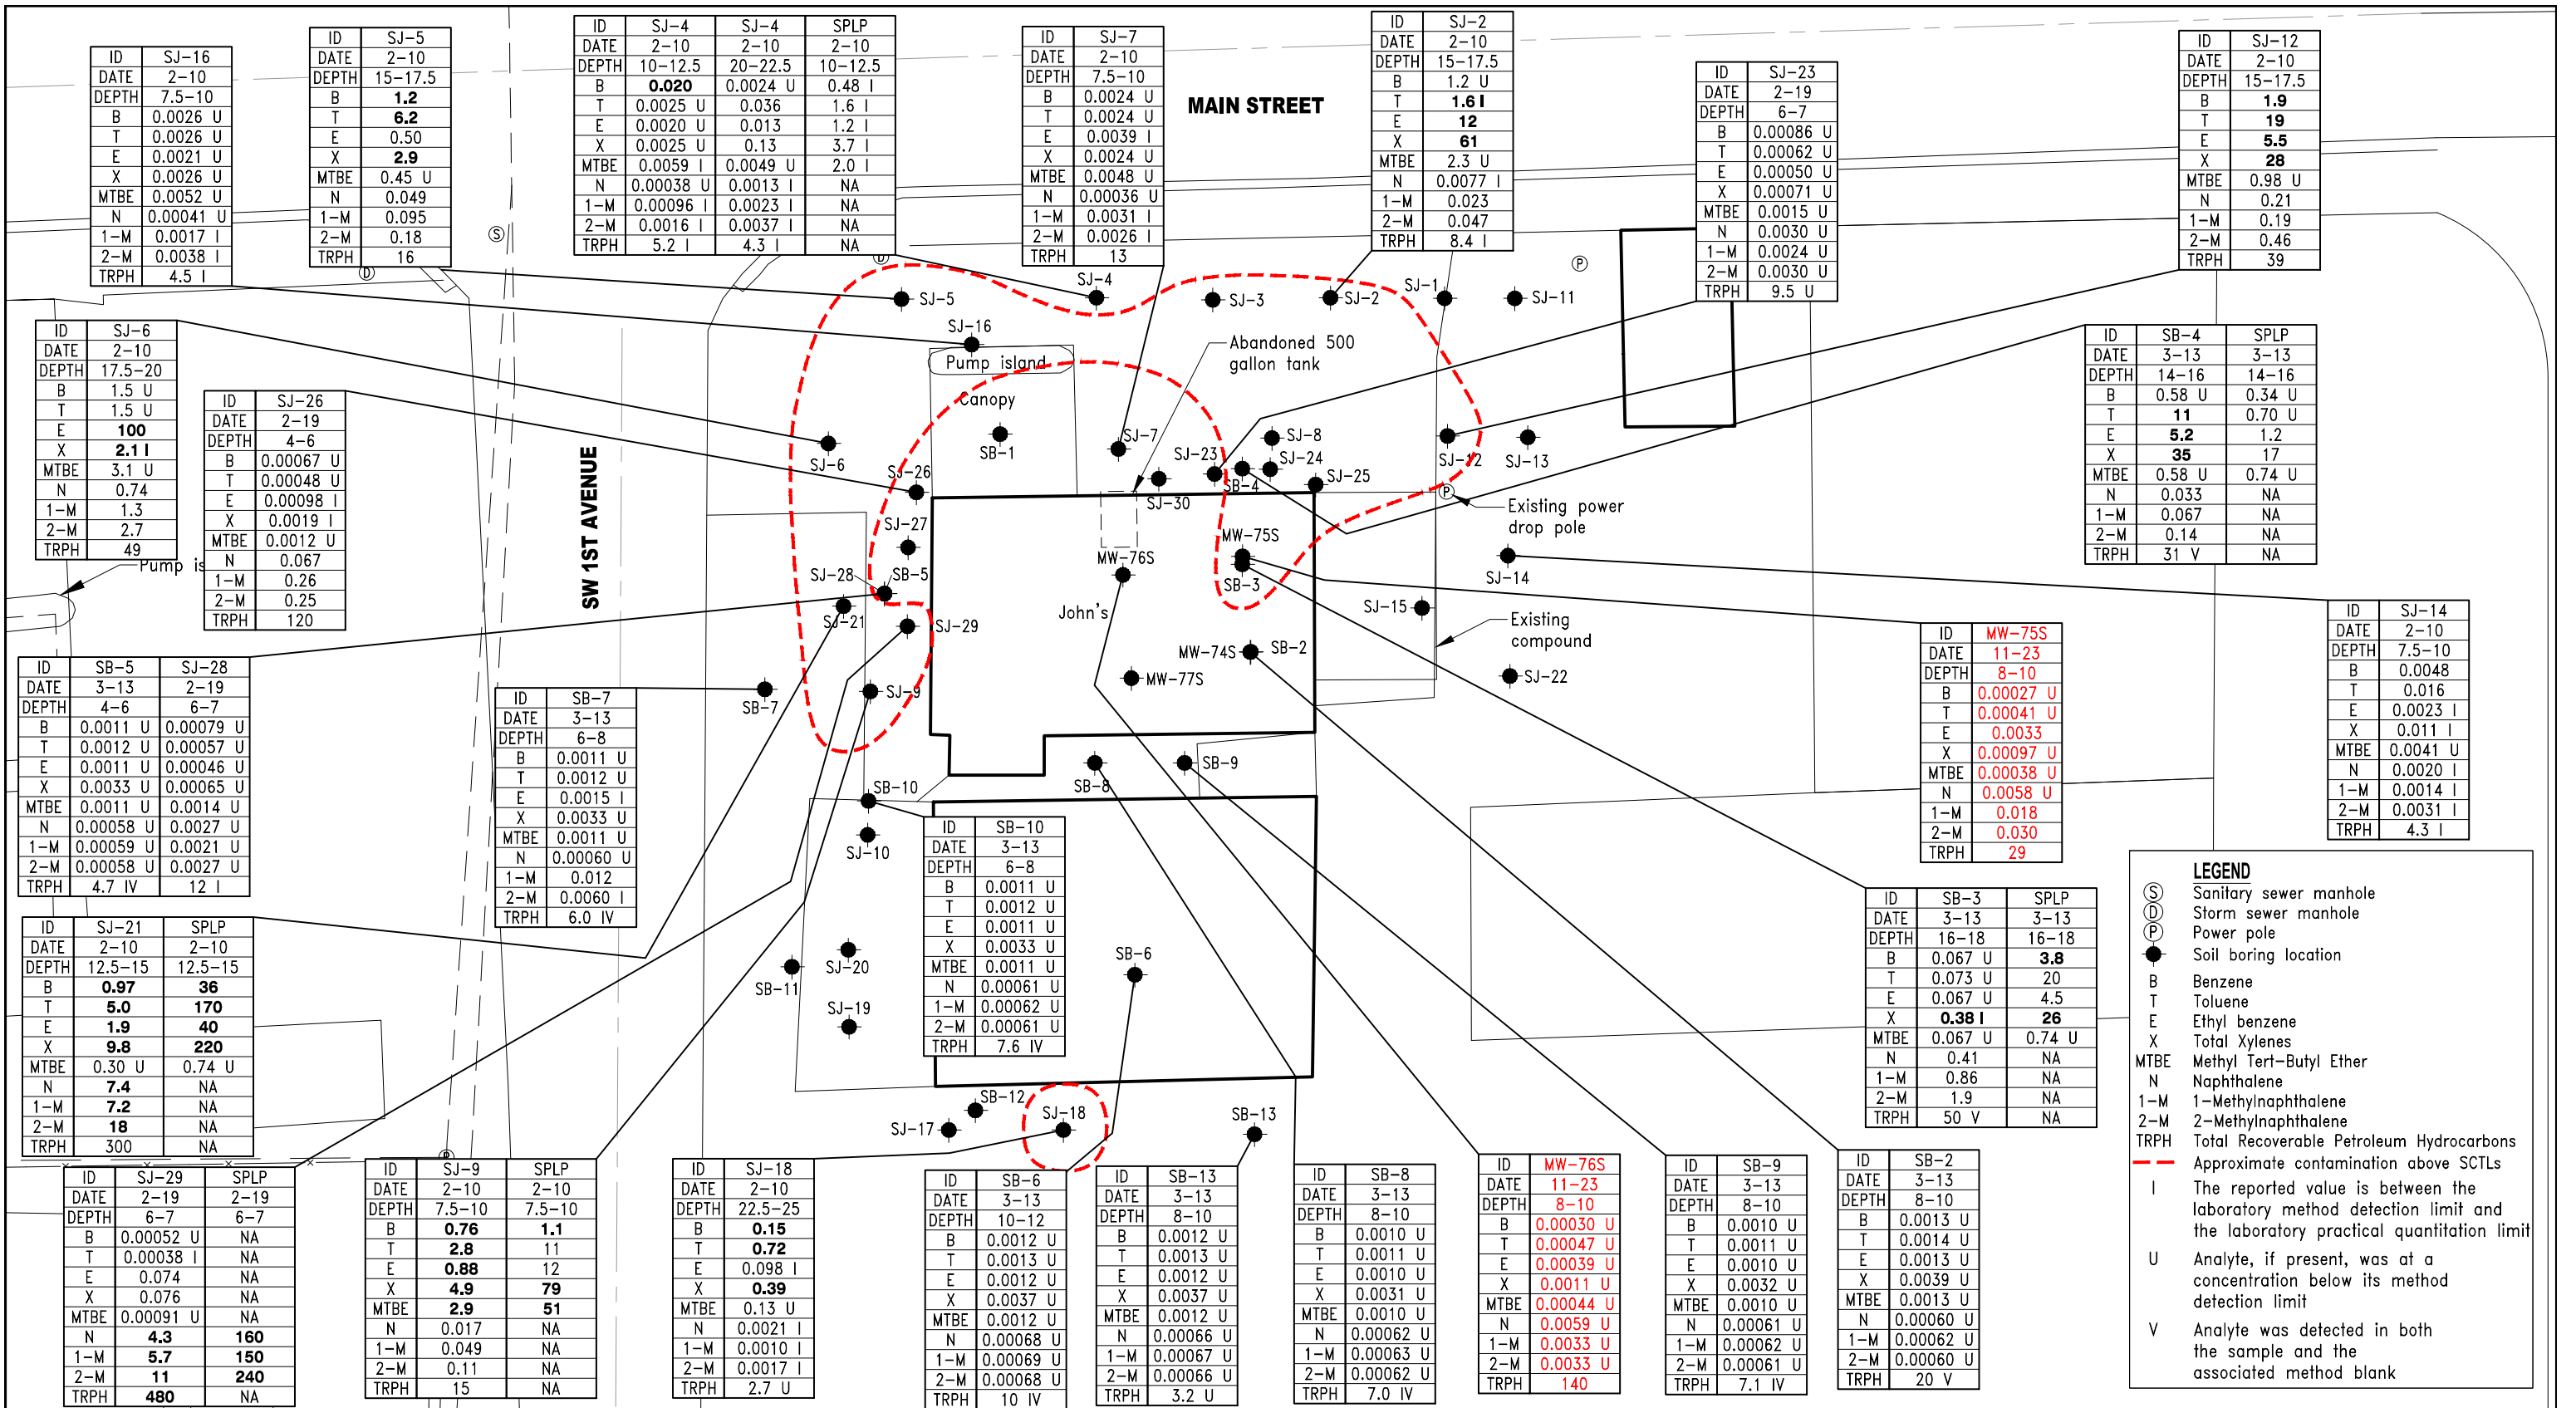 MAIN STREET
SW 1ST AVENUE
ID SJ-16
DATE 2-10
DEPTH 7.5-10
B 0.0026 U
T 0.0026 U
E 0.0021 U
X 0.0026 U
MTBE 0.0052 U
N 0.00041 U
1-M 0.0017 I
2-M 0.0038 I
TRPH 4.5 I
ID SJ-5
DATE 2-10
DEPTH 15-17.5
B 1.2
T 6.2
E 0.50
X 2.9
MTBE 0.45 U
N 0.049
1-M 0.095
2-M 0.18
TRPH 16
ID SJ-4 SJ-4 SPLP
DATE 2-10 2-10 2-10
DEPTH 10-12.5 20-22.5 10-12.5
B 0.020 0.0024 U 0.48 I
T 0.0025 U 0.036 1.6 I
E 0.0020 U 0.013 1.2 I
X 0.0025 U 0.13 3.7 I
MTBE 0.0059 I 0.0049 U 2.0 I
N 0.00038 U 0.0013 I NA
1-M 0.00096 I 0.0023 I NA
2-M 0.0016 I 0.0037 I NA
TRPH 5.2 I 4.3 I NA
ID SJ-7
DATE 2-10
DEPTH 7.5-10
B 0.0024 U
T 0.0024 U
E 0.0039 I
X 0.0024 U
MTBE 0.0048 U
N 0.00036 U
1-M 0.0031 I
2-M 0.0026 I
TRPH 13
ID SJ-2
DATE 2-10
DEPTH 15-17.5
B 1.2 U
T 1.6 I
E 12
X 61
MTBE 2.3 U
N 0.0077 I
1-M 0.023
2-M 0.047
TRPH 8.4 I
ID SJ-23
DATE 2-19
DEPTH 6-7
B 0.00086 U
T 0.00062 U
E 0.00050 U
X 0.00071 U
MTBE 0.0015 U
N 0.0030 U
1-M 0.0024 U
2-M 0.0030 U
TRPH 9.5 U
ID SJ-12
DATE 2-10
DEPTH 15-17.5
B 1.9
T 19
E 5.5
X 28
MTBE 0.98 U
N 0.21
1-M 0.19
2-M 0.46
TRPH 39
ID SJ-6
DATE 2-10
DEPTH 17.5-20
B 1.5 U
T 1.5 U
E 100
X 2.1 I
MTBE 3.1 U
N 0.74
1-M 1.3
2-M 2.7
TRPH 49
ID SJ-26
DATE 2-19
DEPTH 4-6
B 0.00067 U
T 0.00048 U
E 0.00098 I
X 0.0019 I
MTBE 0.0012 U
N 0.067
1-M 0.26
2-M 0.25
TRPH 120
ID SB-4 SPLP
DATE 3-13 3-13
DEPTH 14-16 14-16
B 0.58 U 0.34 U
T 11 0.70 U
E 5.2 1.2
X 35 17
MTBE 0.58 U 0.74 U
N 0.033 NA
1-M 0.067 NA
2-M 0.14 NA
TRPH 31 V NA
S
D
D
P
P
SJ-5
SJ-4
SJ-3
SJ-2
SJ-1
SJ-11
SJ-16
Pump island
Canopy
Abandoned 500
gallon tank
SB-1
SJ-7
SJ-8
SJ-23
SJ-24
SJ-25
SB-4
SJ-30
SJ-12
SJ-13
SJ-6
SJ-26
P
Existing power
drop pole
SJ-27
MW-75S
MW-76S
SB-3
SJ-14
SJ-28
SB-5
SJ-21
SJ-29
John's
SJ-15
Existing
compound
MW-74S
SB-2
MW-77S
SJ-22
SJ-9
SB-7
SB-8
SB-9
SB-10
SJ-10
SB-6
SB-11
SJ-20
SJ-19
SB-12
SJ-17
SJ-18
SB-13
Pump is
ID SB-5 SJ-28
DATE 3-13 2-19
DEPTH 4-6 6-7
B 0.0011 U 0.00079 U
T 0.0012 U 0.00057 U
E 0.0011 U 0.00046 U
X 0.0033 U 0.00065 U
MTBE 0.0011 U 0.0014 U
N 0.00058 U 0.0027 U
1-M 0.00059 U 0.0021 U
2-M 0.00058 U 0.0027 U
TRPH 4.7 IV 12 I
ID SB-7
DATE 3-13
DEPTH 6-8
B 0.0011 U
T 0.0012 U
E 0.0015 I
X 0.0033 U
MTBE 0.0011 U
N 0.00060 U
1-M 0.012
2-M 0.0060 I
TRPH 6.0 IV
ID MW-75S
DATE 11-23
DEPTH 8-10
B 0.00027 U
T 0.00041 U
E 0.0033
X 0.00097 U
MTBE 0.00038 U
N 0.0058 U
1-M 0.018
2-M 0.030
TRPH 29
ID SJ-14
DATE 2-10
DEPTH 7.5-10
B 0.0048
T 0.016
E 0.0023 I
X 0.011 I
MTBE 0.0041 U
N 0.0020 I
1-M 0.0014 I
2-M 0.0031 I
TRPH 4.3 I
ID SB-10
DATE 3-13
DEPTH 6-8
B 0.0011 U
T 0.0012 U
E 0.0011 U
X 0.0033 U
MTBE 0.0011 U
N 0.00061 U
1-M 0.00062 U
2-M 0.00061 U
TRPH 7.6 IV
ID SJ-21 SPLP
DATE 2-10 2-10
DEPTH 12.5-15 12.5-15
B 0.97 36
T 5.0 170
E 1.9 40
X 9.8 220
MTBE 0.30 U 0.74 U
N 7.4 NA
1-M 7.2 NA
2-M 18 NA
TRPH 300 NA
ID SB-3 SPLP
DATE 3-13 3-13
DEPTH 16-18 16-18
B 0.067 U 3.8
T 0.073 U 20
E 0.067 U 4.5
X 0.38 I 26
MTBE 0.067 U 0.74 U
N 0.41 NA
1-M 0.86 NA
2-M 1.9 NA
TRPH 50 V NA
ID SJ-29 SPLP
DATE 2-19 2-19
DEPTH 6-7 6-7
B 0.00052 U NA
T 0.00038 I NA
E 0.074 NA
X 0.076 NA
MTBE 0.00091 U NA
N 4.3 160
1-M 5.7 150
2-M 11 240
TRPH 480 NA
ID SJ-9 SPLP
DATE 2-10 2-10
DEPTH 7.5-10 7.5-10
B 0.76 1.1
T 2.8 11
E 0.88 12
X 4.9 79
MTBE 2.9 51
N 0.017 NA
1-M 0.049 NA
2-M 0.11 NA
TRPH 15 NA
ID SJ-18
DATE 2-10
DEPTH 22.5-25
B 0.15
T 0.72
E 0.098 I
X 0.39
MTBE 0.13 U
N 0.0021 I
1-M 0.0010 I
2-M 0.0017 I
TRPH 2.7 U
ID SB-6
DATE 3-13
DEPTH 10-12
B 0.0012 U
T 0.0013 U
E 0.0012 U
X 0.0037 U
MTBE 0.0012 U
N 0.00068 U
1-M 0.00069 U
2-M 0.00068 U
TRPH 10 IV
ID SB-13
DATE 3-13
DEPTH 8-10
B 0.0012 U
T 0.0013 U
E 0.0012 U
X 0.0037 U
MTBE 0.0012 U
N 0.00066 U
1-M 0.00067 U
2-M 0.00066 U
TRPH 3.2 U
ID SB-8
DATE 3-13
DEPTH 8-10
B 0.0010 U
T 0.0011 U
E 0.0010 U
X 0.0031 U
MTBE 0.0010 U
N 0.00062 U
1-M 0.00063 U
2-M 0.00062 U
TRPH 7.0 IV
ID MW-76S
DATE 11-23
DEPTH 8-10
B 0.00030 U
T 0.00047 U
E 0.00039 U
X 0.0011 U
MTBE 0.00044 U
N 0.0059 U
1-M 0.0033 U
2-M 0.0033 U
TRPH 140
ID SB-9
DATE 3-13
DEPTH 8-10
B 0.0010 U
T 0.0011 U
E 0.0010 U
X 0.0032 U
MTBE 0.0010 U
N 0.00061 U
1-M 0.00062 U
2-M 0.00061 U
TRPH 7.1 IV
ID SB-2
DATE 3-13
DEPTH 8-10
B 0.0013 U
T 0.0014 U
E 0.0013 U
X 0.0039 U
MTBE 0.0013 U
N 0.00060 U
1-M 0.00062 U
2-M 0.00060 U
TRPH 20 V
LEGEND
S Sanitary sewer manhole
D Storm sewer manhole
P Power pole
Soil boring location
B Benzene
T Toluene
E Ethyl benzene
X Total Xylenes
MTBE Methyl Tert-Butyl Ether
N Naphthalene
1-M 1-Methylnaphthalene
2-M 2-Methylnaphthalene
TRPH Total Recoverable Petroleum Hydrocarbons
Approximate contamination above SCTLs
I The reported value is between the
laboratory method detection limit and
the laboratory practical quantitation limit
U Analyte, if present, was at a
concentration below its method
detection limit
V Analyte was detected in both
the sample and the
associated method blank